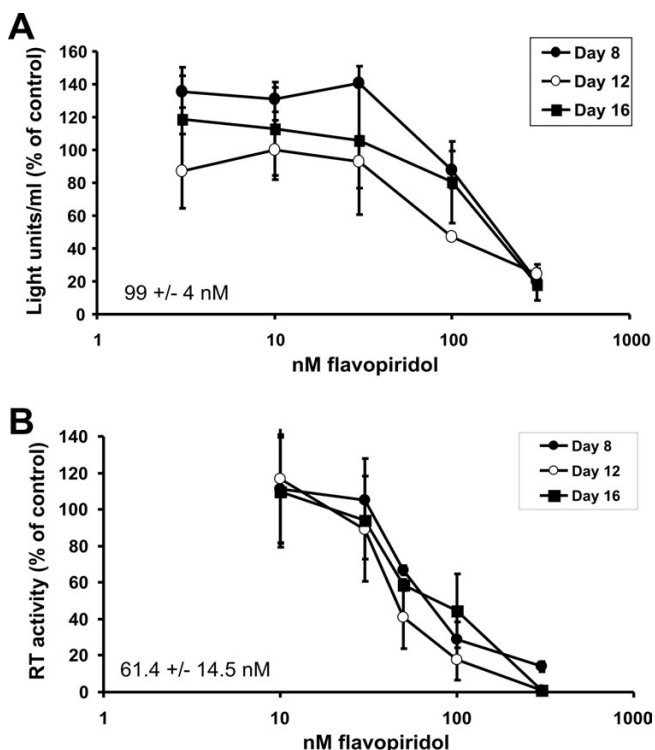 A
Light units/ml (% of control)
160
140
120
100
80
60
40
20
0
Day 8
Day 12
Day 16
99 +/- 4 nM
1 10 100 1000
nM flavopiridol
B
RT activity (% of control)
140
120
100
80
60
40
20
0
Day 8
Day 12
Day 16
61.4 +/- 14.5 nM
1 10 100 1000
nM flavopiridol